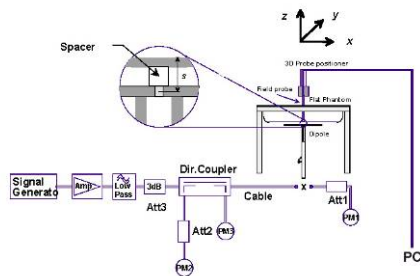 z
y
x
3D Probe positioner
Spacer
s
Field probe
Flat Phantom
Dipole
Dir.Coupler
Signal
Generato
Amp
Low
Pass
3dB
Att3
Cable
x
Att1
Att2
PM3
PM1
PM2
PC